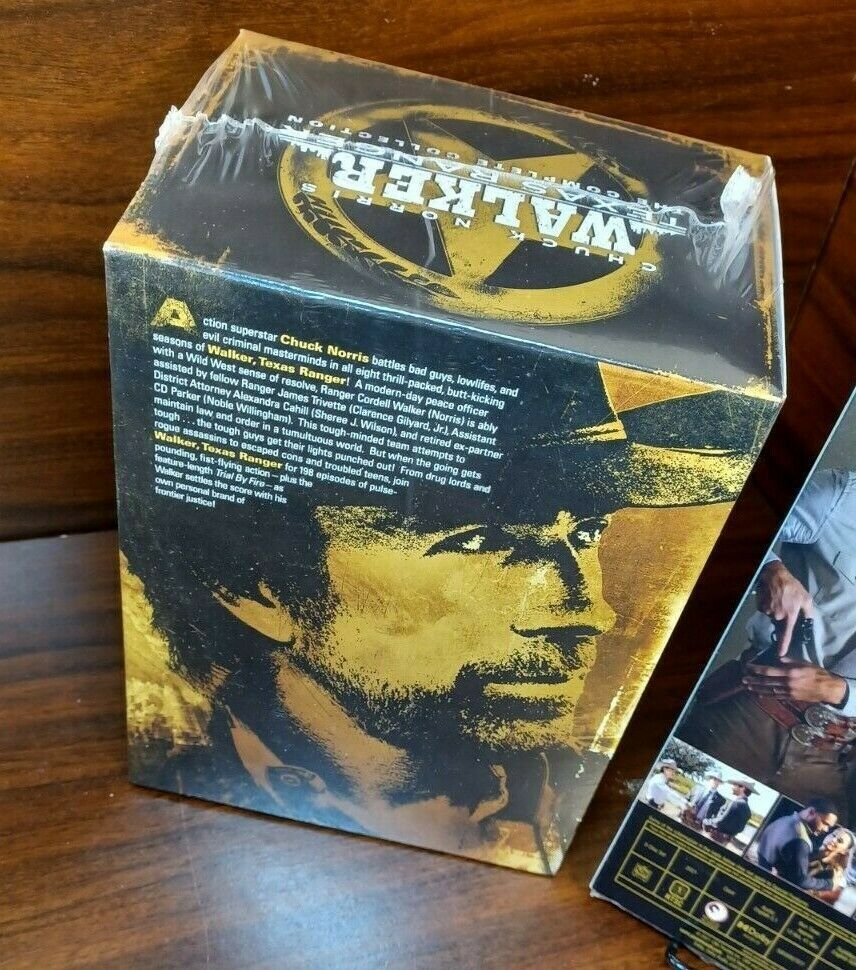 CHUCK NORRIS
WALKER
TEXAS RANGER
THE COMPLETE COLLECTION
Action superstar Chuck Norris battles bad guys, lowlifes, and
evil criminal masterminds in all eight thrill-packed, butt-kicking
seasons of Walker, Texas Ranger! A modern-day peace officer
with a Wild West sense of resolve, Ranger Cordell Walker (Norris) is ably
assisted by fellow Ranger James Trivette (Clarence Gilyard, Jr.), Assistant
District Attorney Alexandra Cahill (Sheree J. Wilson), and retired ex-partner
CD Parker (Noble Willingham). This tough-minded team attempts to
maintain law and order in a tumultuous world. But when the going gets
tough . . . the tough guys get their lights punched out! From drug lords and
rogue assassins to escaped cons and troubled teens, join
Walker, Texas Ranger for 198 episodes of pulse-
pounding, fist-flying action – plus the
feature-length Trial By Fire – as
Walker settles the score with his
own personal brand of
frontier justice!